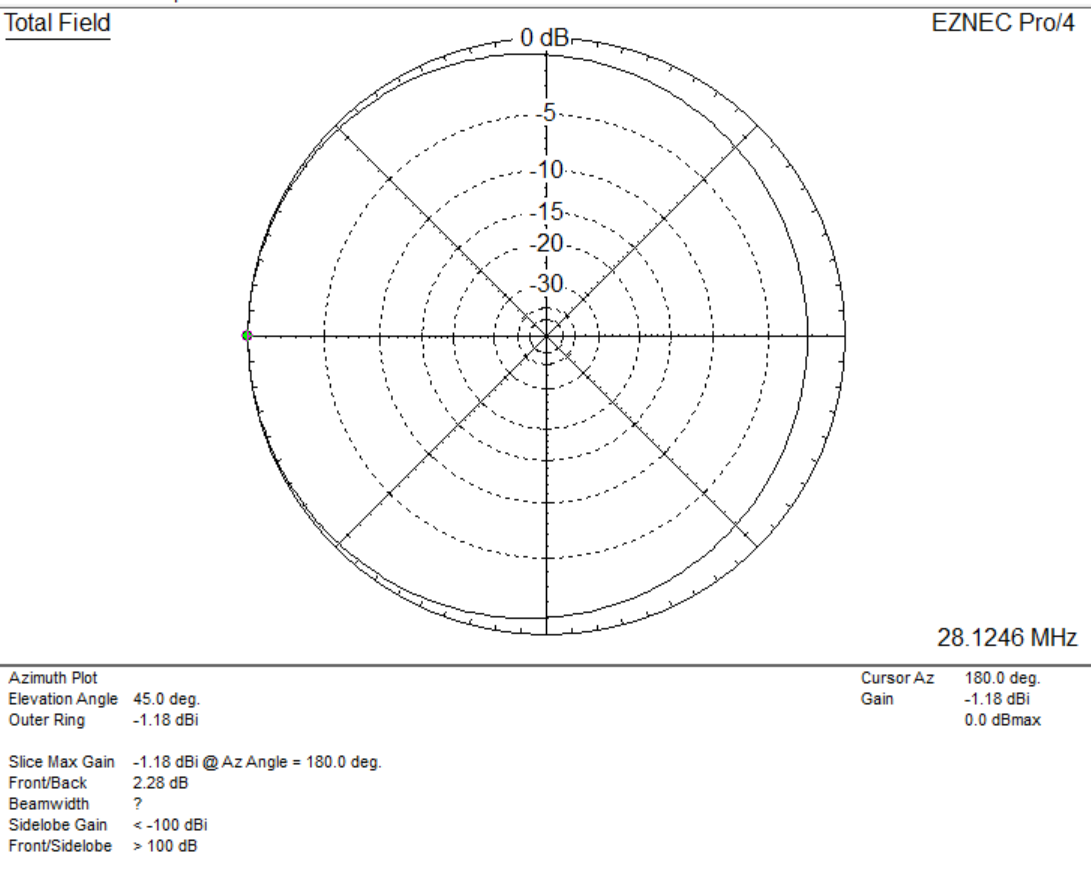 Total Field
EZNEC Pro/4
0 dB
-5
-10
-15
-20
-30
28.1246 MHz
Azimuth Plot
Elevation Angle 45.0 deg.
Outer Ring -1.18 dBi
Cursor Az 180.0 deg.
Gain -1.18 dBi
0.0 dBmax
Slice Max Gain -1.18 dBi @ Az Angle = 180.0 deg.
Front/Back 2.28 dB
Beamwidth ?
Sidelobe Gain < -100 dBi
Front/Sidelobe > 100 dB